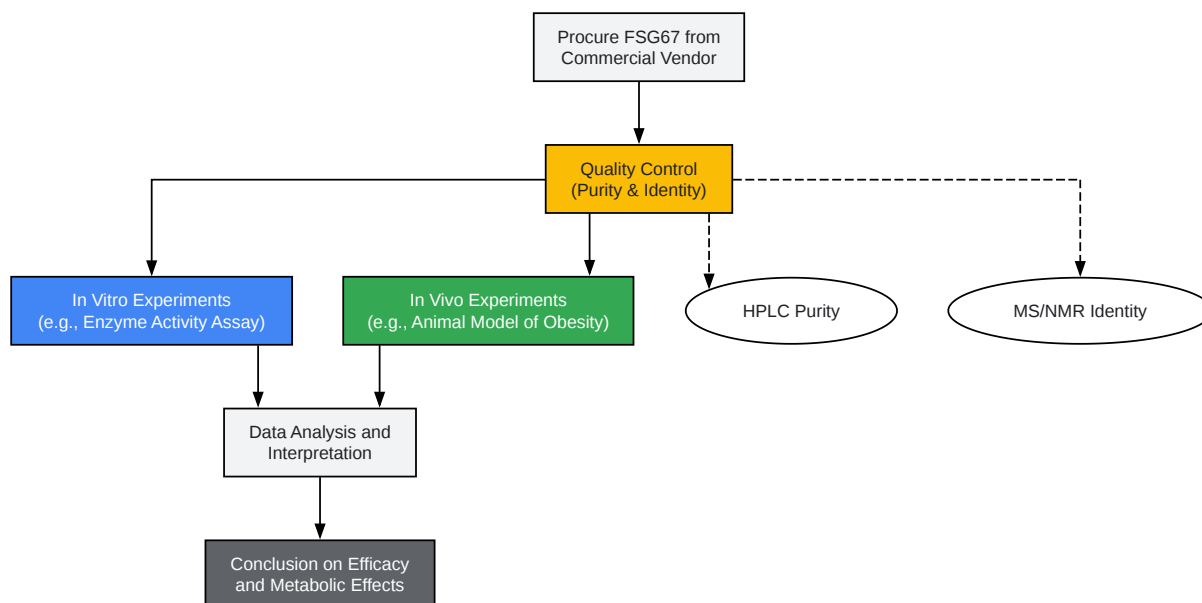 Procure FSG67 from
Commercial Vendor
Quality Control
(Purity & Identity)
In Vitro Experiments
(e.g., Enzyme Activity Assay)
In Vivo Experiments
(e.g., Animal Model of Obesity)
HPLC Purity
MS/NMR Identity
Data Analysis and
Interpretation
Conclusion on Efficacy
and Metabolic Effects